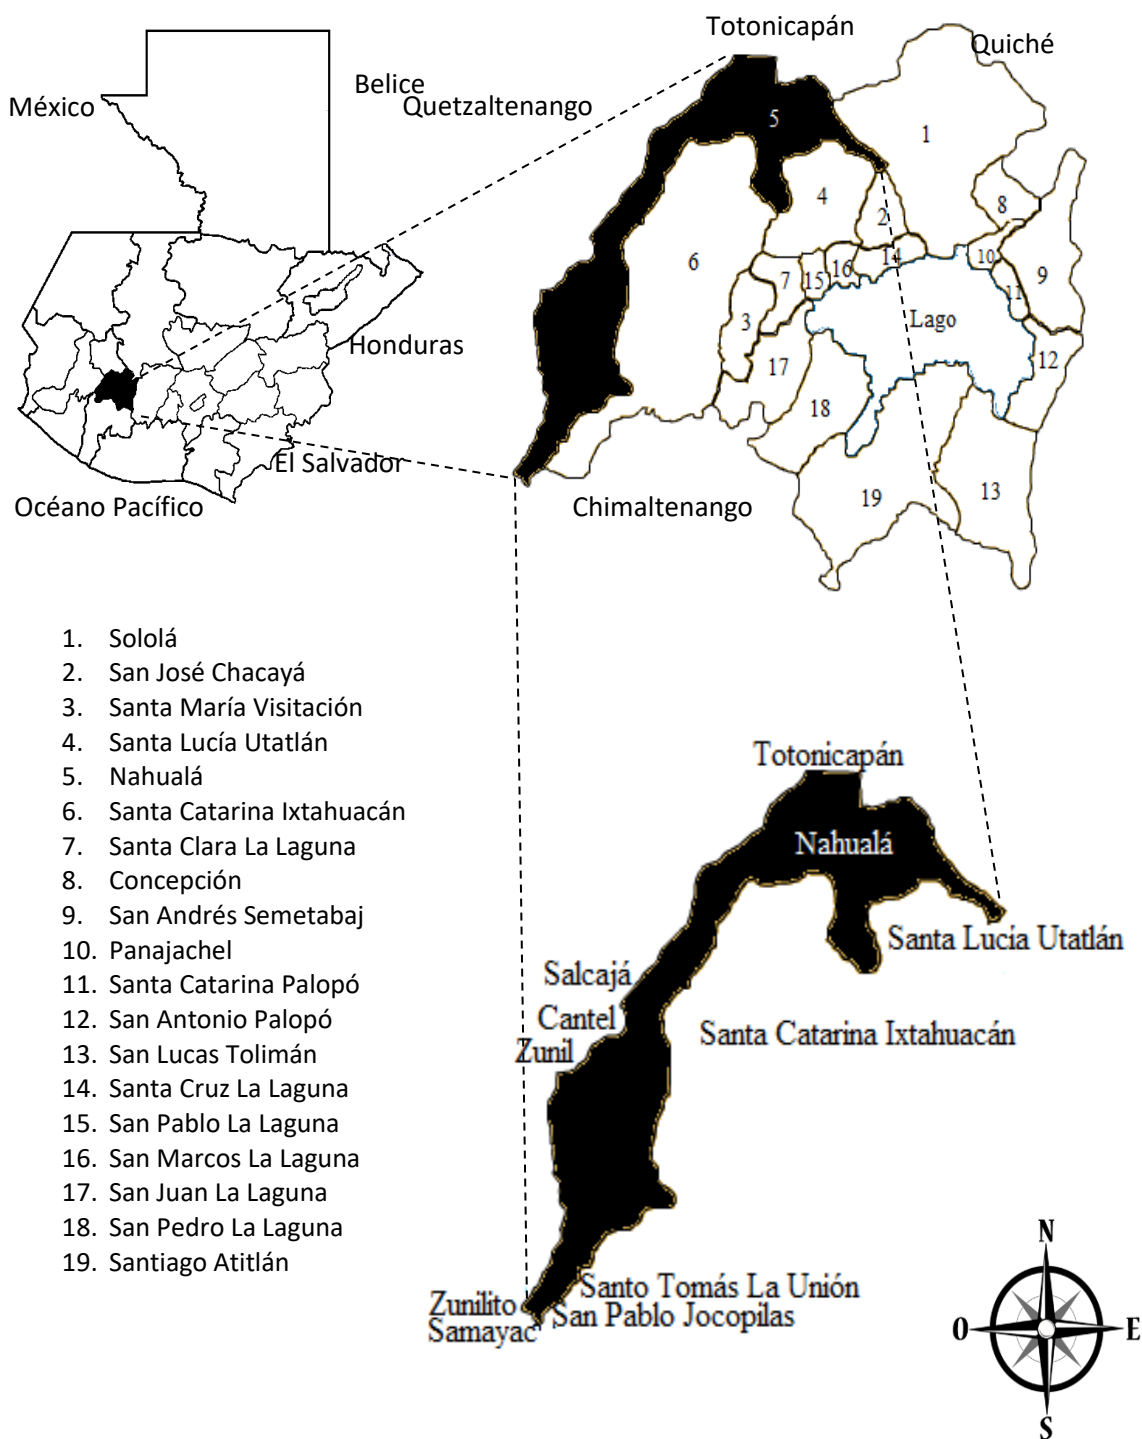 Totonicapán
Quiché
Belice
México
Quetzaltenango
5
1
4
2
8
6
7
15
16
14
10
9
11
3
Lago
Honduras
17
12
18
El Salvador
Océano Pacífico
Chimaltenango
19
13
1. Sololá
2. San José Chacayá
3. Santa María Visitación
4. Santa Lucía Utatlán
5. Nahualá
6. Santa Catarina Ixtahuacán
7. Santa Clara La Laguna
8. Concepción
9. San Andrés Semetabaj
10. Panajachel
11. Santa Catarina Palopó
12. San Antonio Palopó
13. San Lucas Tolimán
14. Santa Cruz La Laguna
15. San Pablo La Laguna
16. San Marcos La Laguna
17. San Juan La Laguna
18. San Pedro La Laguna
19. Santiago Atitlán
Totonicapán
Nahualá
Santa Lucía Utatlán
Salcajá
Cantel
Zunil
Santa Catarina Ixtahuacán
Santo Tomás La Unión
Zunilito
San Pablo Jocopilas
Samayac
N
O
E
S